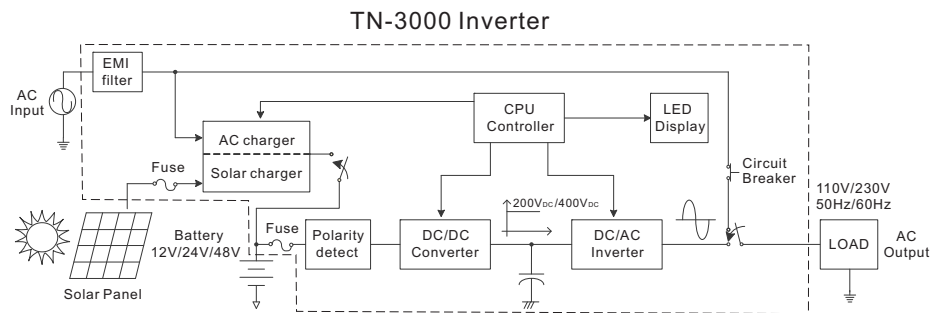 TN-3000 Inverter
EMI
filter
AC
Input
CPU
Controller
LED
Display
AC charger
Solar charger
Fuse
Circuit
Breaker
110V/230V
50Hz/60Hz
200VDC/400VDC
Battery
12V/24V/48V
Fuse
Polarity
detect
DC/DC
Converter
DC/AC
Inverter
LOAD
AC
Output
Solar Panel